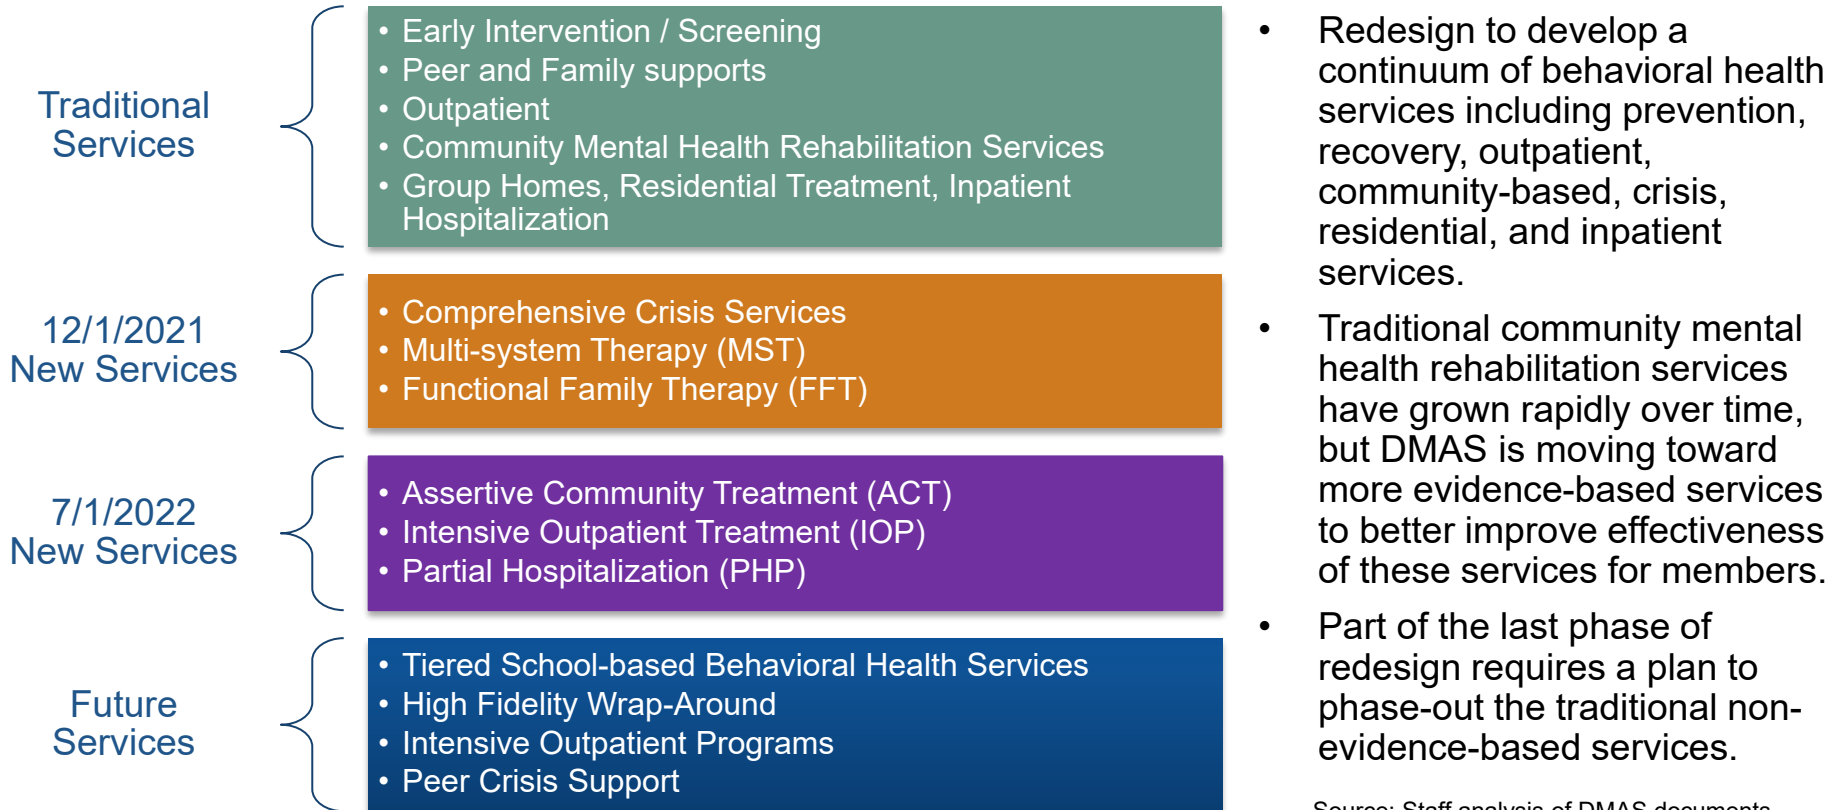 Traditional
Services
• Early Intervention / Screening
• Peer and Family supports
• Outpatient
• Community Mental Health Rehabilitation Services
• Group Homes, Residential Treatment, Inpatient
Hospitalization
12/1/2021
New Services
• Comprehensive Crisis Services
• Multi-system Therapy (MST)
• Functional Family Therapy (FFT)
7/1/2022
New Services
• Assertive Community Treatment (ACT)
• Intensive Outpatient Treatment (IOP)
• Partial Hospitalization (PHP)
Future
Services
• Tiered School-based Behavioral Health Services
• High Fidelity Wrap-Around
• Intensive Outpatient Programs
• Peer Crisis Support
• Redesign to develop a
continuum of behavioral health
services including prevention,
recovery, outpatient,
community-based, crisis,
residential, and inpatient
services.
• Traditional community mental
health rehabilitation services
have grown rapidly over time,
but DMAS is moving toward
more evidence-based services
to better improve effectiveness
of these services for members.
• Part of the last phase of
redesign requires a plan to
phase-out the traditional non-
evidence-based services.
Source: Staff analysis of DMAS documents